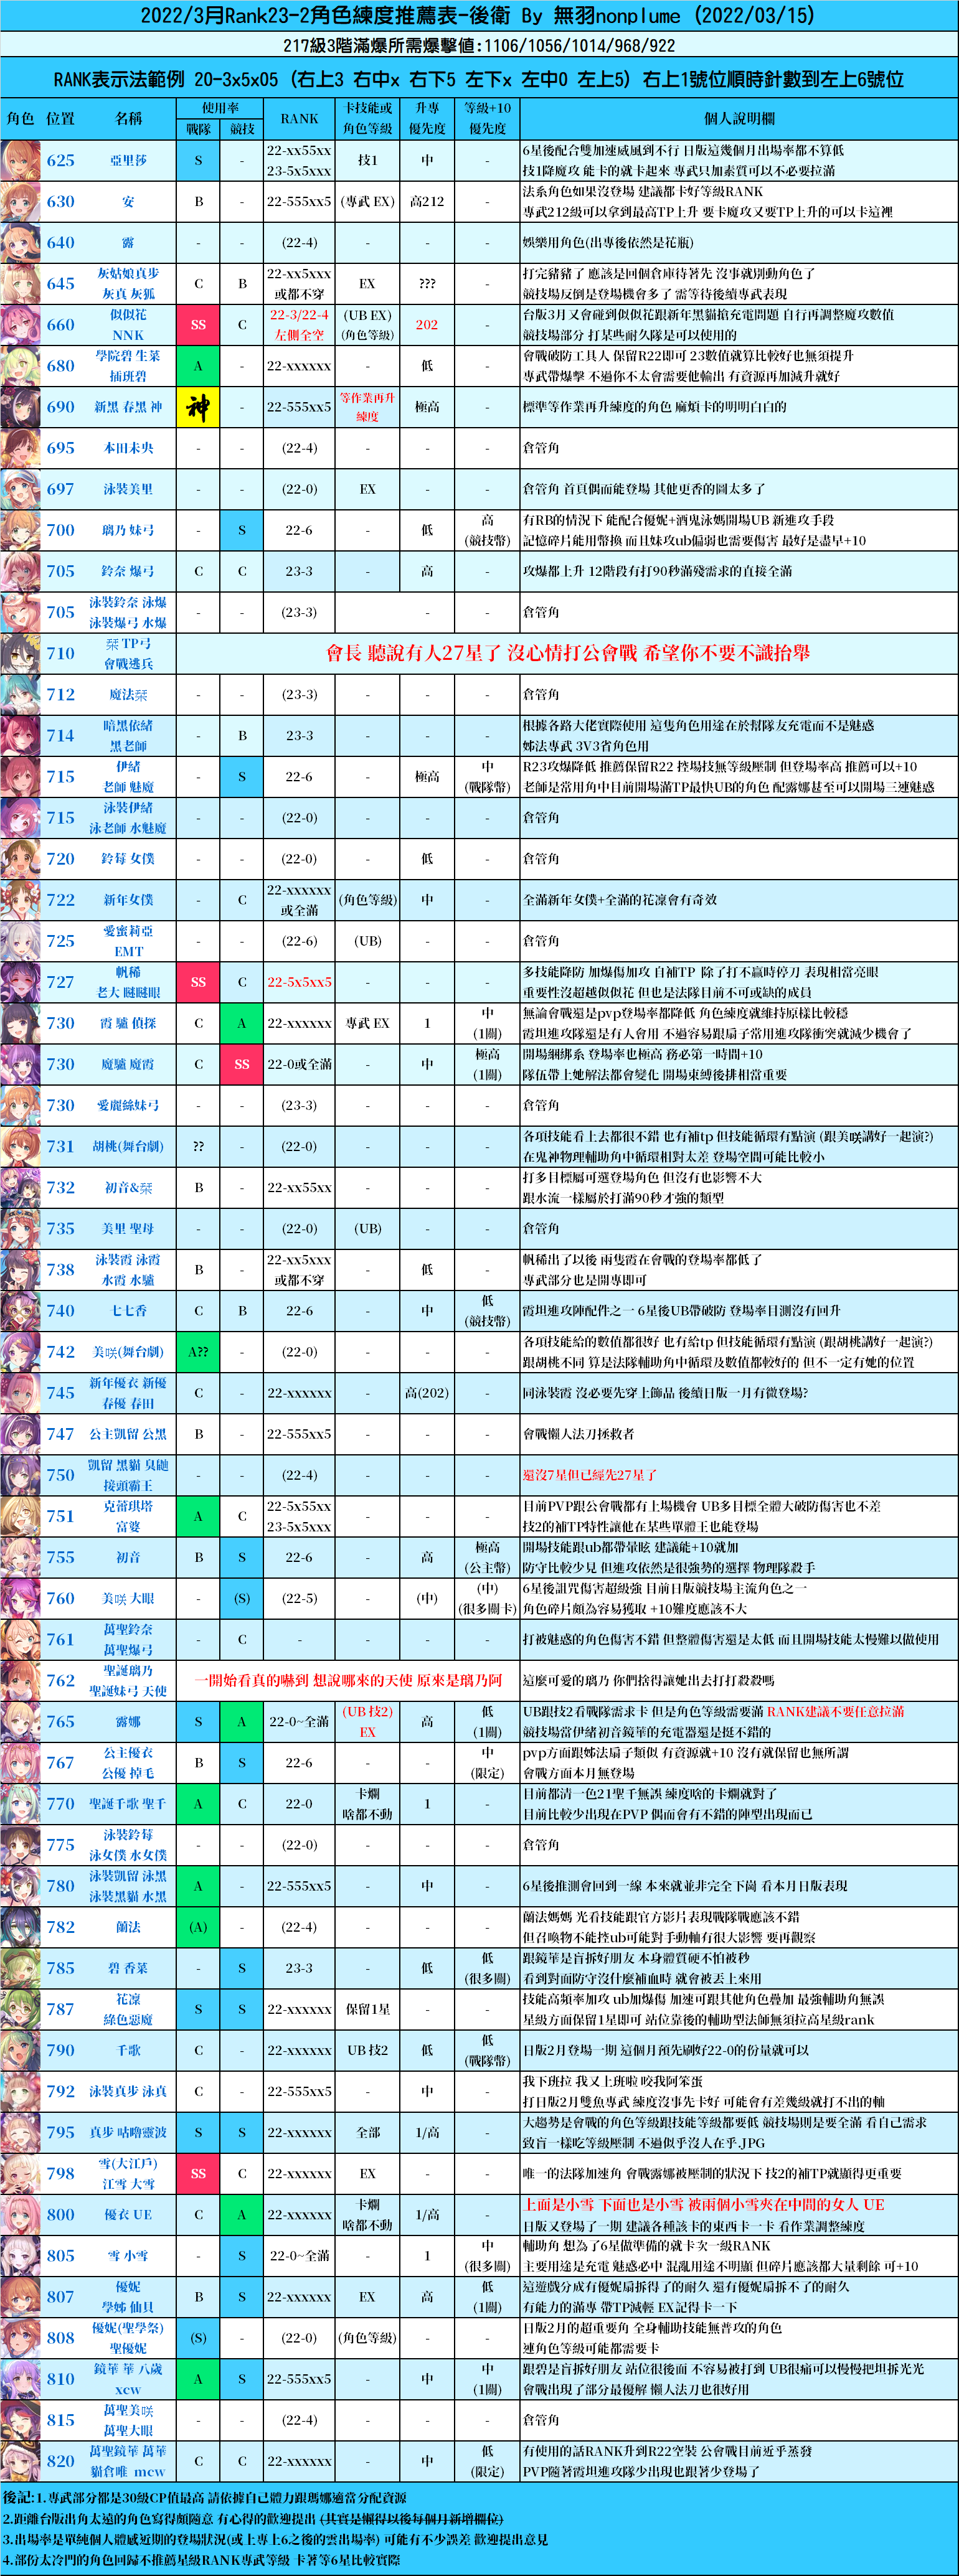 2022/3月Rank23-2角色練度推薦表-後衛 By 無羽nonplume (2022/03/15)
217級3階滿爆所需爆擊值:1106/1056/1014/968/922
RANK表示法範例 20-3x5x05 (右上3 右中x 右下5 左下x 左中0 左上5) 右上1號位順時針數到左上6號位
角色 位置 名稱 使用率 戰隊 競技 RANK 卡技能或角色等級 升專優先度 等級+10優先度 個人說明欄
625 亞里莎 S - 22-xx55xx 23-5x5xxx 技1 中 -
6星後配合雙加速威風到不行 日版這幾個月出場率都不算低
技1降魔攻 能卡的就卡起來 專武只加素質可以不必要拉滿
630 安 B - 22-555xx5 (專武 EX) 高212 -
法系角色如果沒登場 建議都卡好等級RANK
專武212級可以拿到最高TP上升 要卡魔攻又要TP上升的可以卡這裡
640 露 - - (22-4) - - - 娛樂用角色(出專後依然是花瓶)
645 灰姑娘真步 灰真 灰狐 C B 22-xx5xxx 或都不穿 EX ??? -
打完豬豬了 應該是回個倉庫待著先 沒事就別動角色了
競技場反倒是登場機會多了 需等待後續專武表現
660 似似花 NNK SS C 22-3/22-4 左側全空 (UB EX) (角色等級) 202 -
台版3月又會碰到似似花跟新年黑貓搶充電問題 自行再調整魔攻數值
競技場部分 打某些耐久隊是可以使用的
680 學院碧 生菜 插班碧 A - 22-xxxxxx - 低 -
會戰破防工具人 保留R22即可 23數值就算比較好也無須提升
專武帶爆擊 不過你不太會需要他輸出 有資源再加減升就好
690 新黑 春黑 神 神 - 22-555xx5 等作業再升練度 極高 - 標準等作業再升練度的角色 麻煩卡的明明白白的
695 本田未央 - - (22-4) - - - 倉管角
697 泳裝美里 - - (22-0) EX - - 倉管角 首頁偶而能登場 其他更香的圖太多了
700 璃乃 妹弓 - S 22-6 - 低 高 (競技幣)
有RB的情況下 能配合優妮+酒鬼泳媽開場UB 新進攻手段
記憶碎片能用幣換 而且妹攻ub偏弱也需要傷害 最好是盡早+10
705 鈴奈 爆弓 C C 23-3 - 高 - 攻爆都上升 12階段有打90秒滿殘需求的直接全滿
705 泳裝鈴奈 泳爆 泳裝爆弓 水爆 - - (23-3) - - 倉管角
710 栞 TP弓 會戰逃兵 會長 聽說有人27星了 沒心情打公會戰 希望你不要不識抬舉
712 魔法栞 - - (23-3) - - - 倉管角
714 暗黑依緒 黑老師 - B 23-3 - - -
根據各路大佬實際使用 這隻角色用途在於幫隊友充電而不是魅惑
姊法專武 3V3省角色用
715 伊緒 老師 魅魔 - S 22-6 - 極高 中 (戰隊幣)
R23攻爆降低 推薦保留R22 控場技無等級壓制 但登場率高 推薦可以+10
老師是常用角中目前開場滿TP最快UB的角色 配露娜甚至可以開場三連魅惑
715 泳裝伊緒 泳老師 水魅魔 - - (22-0) - - - 倉管角
720 鈴莓 女僕 - - (22-0) - 低 - 倉管角
722 新年女僕 - C 22-xxxxxx 或全滿 (角色等級) 中 - 全滿新年女僕+全滿的花凜會有奇效
725 愛蜜莉亞 EMT - - (22-6) (UB) - - 倉管角
727 帆稀 老大 瞇瞇眼 SS C 22-5x5xx5 - - -
多技能降防 加爆傷加攻 自補TP 除了打不贏時停刀 表現相當亮眼
重要性沒超越似似花 但也是法隊目前不可或缺的成員
730 霞 驢 偵探 C A 22-xxxxxx 專武 EX 1 中 (1關)
無論會戰還是pvp登場率都降低 角色練度就維持原樣比較穩
霞坦進攻隊還是有人會用 不過容易跟扇子常用進攻隊衝突就減少機會了
730 魔驢 魔霞 C SS 22-0或全滿 - 中 極高 (1關)
開場綑綁系 登場率也極高 務必第一時間+10
隊伍帶上她解法都會變化 開場束縛後排相當重要
730 愛麗絲妹弓 - - (23-3) - - - 倉管角
731 胡桃(舞台劇) ?? - (22-0) - - -
各項技能看上去都很不錯 也有補tp 但技能循環有點演 (跟美咲講好一起演?)
在鬼神物理輔助角中循環相對太差 登場空間可能比較小
732 初音&栞 B - 22-xx55xx - - -
打多目標屬可選登場角色 但沒有也影響不大
跟水流一樣屬於打滿90秒才強的類型
735 美里 聖母 - - (22-0) (UB) - - 倉管角
738 泳裝霞 泳霞 水霞 水驢 B - 22-xx5xxx 或都不穿 - 低 -
帆稀出了以後 兩隻霞在會戰的登場率都低了
專武部分也是開專即可
740 七七香 C B 22-6 - 中 低 (競技幣) 霞坦進攻陣配件之一 6星後UB帶破防 登場率目測沒有回升
742 美咲(舞台劇) A?? - (22-0) - - -
各項技能給的數值都很好 也有給tp 但技能循環有點演 (跟胡桃講好一起演?)
跟胡桃不同 算是法隊輔助角中循環及數值都較好的 但不一定有她的位置
745 新年優衣 新優 春優 春田 C - 22-xxxxxx - 高(202) - 同泳裝霞 沒必要先穿上飾品 後續日版一月有微登場?
747 公主凱留 公黑 B - 22-555xx5 - - - 會戰懶人法刀拯救者
750 凱留 黑貓 臭鼬 接頭霸王 - - (22-4) - - - 還沒7星但已經先27星了
751 克蕾琪塔 富婆 A C 22-5x55xx 23-5x5xxx - - -
目前PVP跟公會戰都有上場機會 UB多目標全體大破防傷害也不差
技2的補TP特性讓他在某些單體王也能登場
755 初音 B S 22-6 - 高 極高 (公主幣)
開場技能跟ub都帶暈眩 建議能+10就加
防守比較少見 但進攻依然是很強勢的選擇 物理隊殺手
760 美咲 大眼 - (S) (22-5) - (中) (中) (很多關卡)
6星後詛咒傷害超級強 目前日版競技場主流角色之一
角色碎片頗為容易獲取 +10難度應該不大
761 萬聖鈴奈 萬聖爆弓 - C - - - - 打被魅惑的角色傷害不錯 但整體傷害還是太低 而且開場技能太慢難以做使用
762 聖誕璃乃 聖誕妹弓 天使 一開始看真的嚇到 想說哪來的天使 原來是璃乃阿 這麼可愛的璃乃 你們捨得讓她出去打打殺殺嗎
765 露娜 S A 22-0~全滿 (UB 技2) EX 高 低 (1關)
UB跟技2看戰隊需求卡 但是角色等級需要滿 RANK建議不要任意拉滿
競技場當伊緒初音鏡華的充電器還是挺不錯的
767 公主優衣 公優 掉毛 B S 22-6 - - 中 (限定)
pvp方面跟姊法扇子類似 有資源就+10 沒有就保留也無所謂
會戰方面本月無登場
770 聖誕千歌 聖千 A C 22-0 卡爛 啥都不動 1 -
目前都清一色21聖千無誤 練度啥的卡爛就對了
目前比較少出現在PVP 偶而會有不錯的陣型出現而已
775 泳裝鈴莓 泳女僕 水女僕 - - (22-0) - - - 倉管角
780 泳裝凱留 泳黑 泳裝黑貓 水黑 A - 22-555xx5 - 中 - 6星後推測會回到一線 本來就並非完全下崗 看本月日版表現
782 蘭法 (A) - (22-4) - - -
蘭法媽媽 光看技能跟官方影片表現戰隊戰應該不錯
但召喚物不能控ub可能對手動軸有很大影響 要再觀察
785 碧 香菜 - S 23-3 - 低 低 (很多關)
跟鏡華是盲拆好朋友 本身體質硬不怕被秒
看到對面防守沒什麼補血時 就會被丟上來用
787 花凜 綠色惡魔 S S 22-xxxxxx 保留1星 - -
技能高頻率加攻 ub加爆傷 加速可跟其他角色疊加 最強輔助角無誤
星級方面保留1星即可 站位靠後的輔助型法師無須拉高星級rank
790 千歌 C - 22-xxxxxx UB 技2 低 低 (戰隊幣) 日版2月登場一期 這個月預先刷好22-0的份量就可以
792 泳裝真步 泳真 C - 22-555xx5 - 中 -
我下班拉 我又上班啦 咬我阿笨蛋
打日版2月雙魚專武 練度沒事先卡好 可能會有差幾級就打不出的軸
795 真步 咕嚕靈波 S S 22-xxxxxx 全部 1/高 -
大趨勢是會戰的角色等級跟技能等級都要低 競技場則是要全滿 看自己需求
致盲一樣吃等級壓制 不過似乎沒人在乎.JPG
798 雪(大江戶) 江雪 大雪 SS C 22-xxxxxx EX - - 唯一的法隊加速角 會戰露娜被壓制的狀況下 技2的補TP就顯得更重要
800 優衣 UE C A 22-xxxxxx 卡爛 啥都不動 1/高 -
上面是小雪 下面也是小雪 被兩個小雪夾在中間的女人 UE
日版又登場了一期 建議各種該卡的東西卡一卡 看作業調整練度
805 雪 小雪 - S 22-0~全滿 - 1 中 (很多關)
輔助角 想為了6星做準備的就卡次一級RANK
主要用途是充電 魅惑必中 混亂用途不明顯 但碎片應該都大量剩餘 可+10
807 優妮 學姊 仙貝 B S 22-xxxxxx EX 高 低 (1關)
這遊戲分成有優妮扇拆得了的耐久 還有優妮扇拆不了的耐久
有能力的滿專 帶TP減輕 EX記得卡一下
808 優妮(聖學祭) 聖優妮 (S) - (22-0) (角色等級) - -
日版2月的超重要角 全身輔助技能無普攻的角色
連角色等級可能都需要卡
810 鏡華 華 八歲 xcw A S 22-555xx5 - 中 中 (1關)
跟碧是盲拆好朋友 站位很後面 不容易被打到 UB很痛可以慢慢把坦拆光光
會戰出現了部分最優解 懶人法刀也很好用
815 萬聖美咲 萬聖大眼 - - (22-4) - - - 倉管角
820 萬聖鏡華 萬華 貓倉唯 mcw C C 22-xxxxxx - 中 低 (限定)
有使用的話RANK升到R22空裝 公會戰目前近乎蒸發
PVP隨著霞坦進攻隊少出現也跟著少登場了
後記:1.專武部分都是30級CP值最高 請依據自己體力跟瑪娜適當分配資源
2.距離台版出角太遠的角色寫得頗隨意 有心得的歡迎提出 (其實是懶得以後每個月新增欄位)
3.出場率是單純個人體感近期的登場狀況(或上專上6之後的雲出場率) 可能有不少誤差 歡迎提出意見
4.部份太冷門的角色回歸不推薦星級RANK專武等級 卡著等6星比較實際